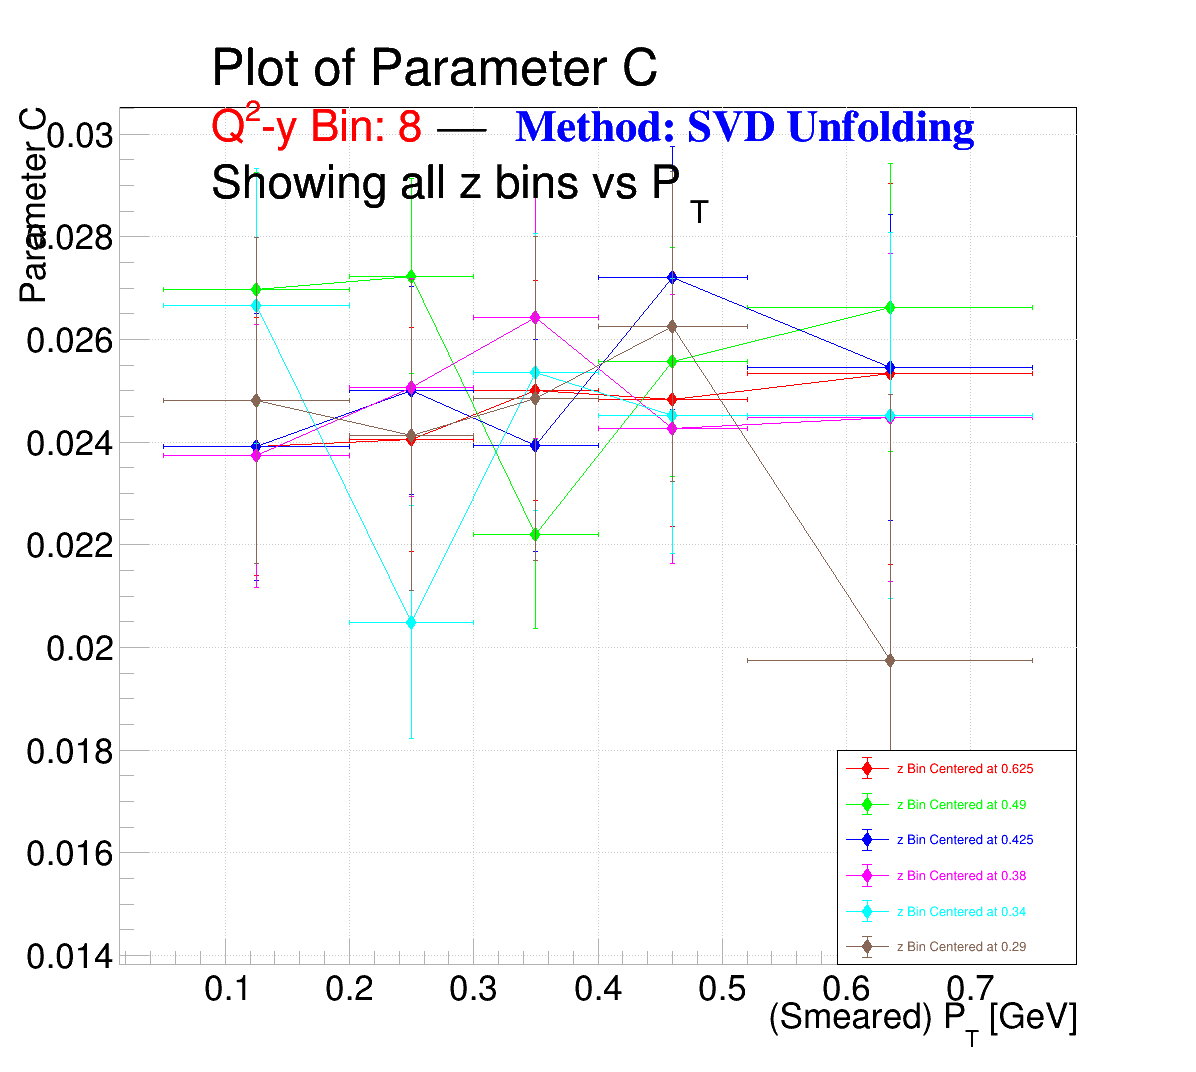 Plot of Parameter C
Q²-y Bin: 8 — Method: SVD Unfolding
Showing all z bins vs P_T
Parameter C
0.03
0.028
0.026
0.024
0.022
0.02
0.018
0.016
0.014
z Bin Centered at 0.625
z Bin Centered at 0.49
z Bin Centered at 0.425
z Bin Centered at 0.38
z Bin Centered at 0.34
z Bin Centered at 0.29
0.1 0.2 0.3 0.4 0.5 0.6 0.7
(Smeared) P_T [GeV]